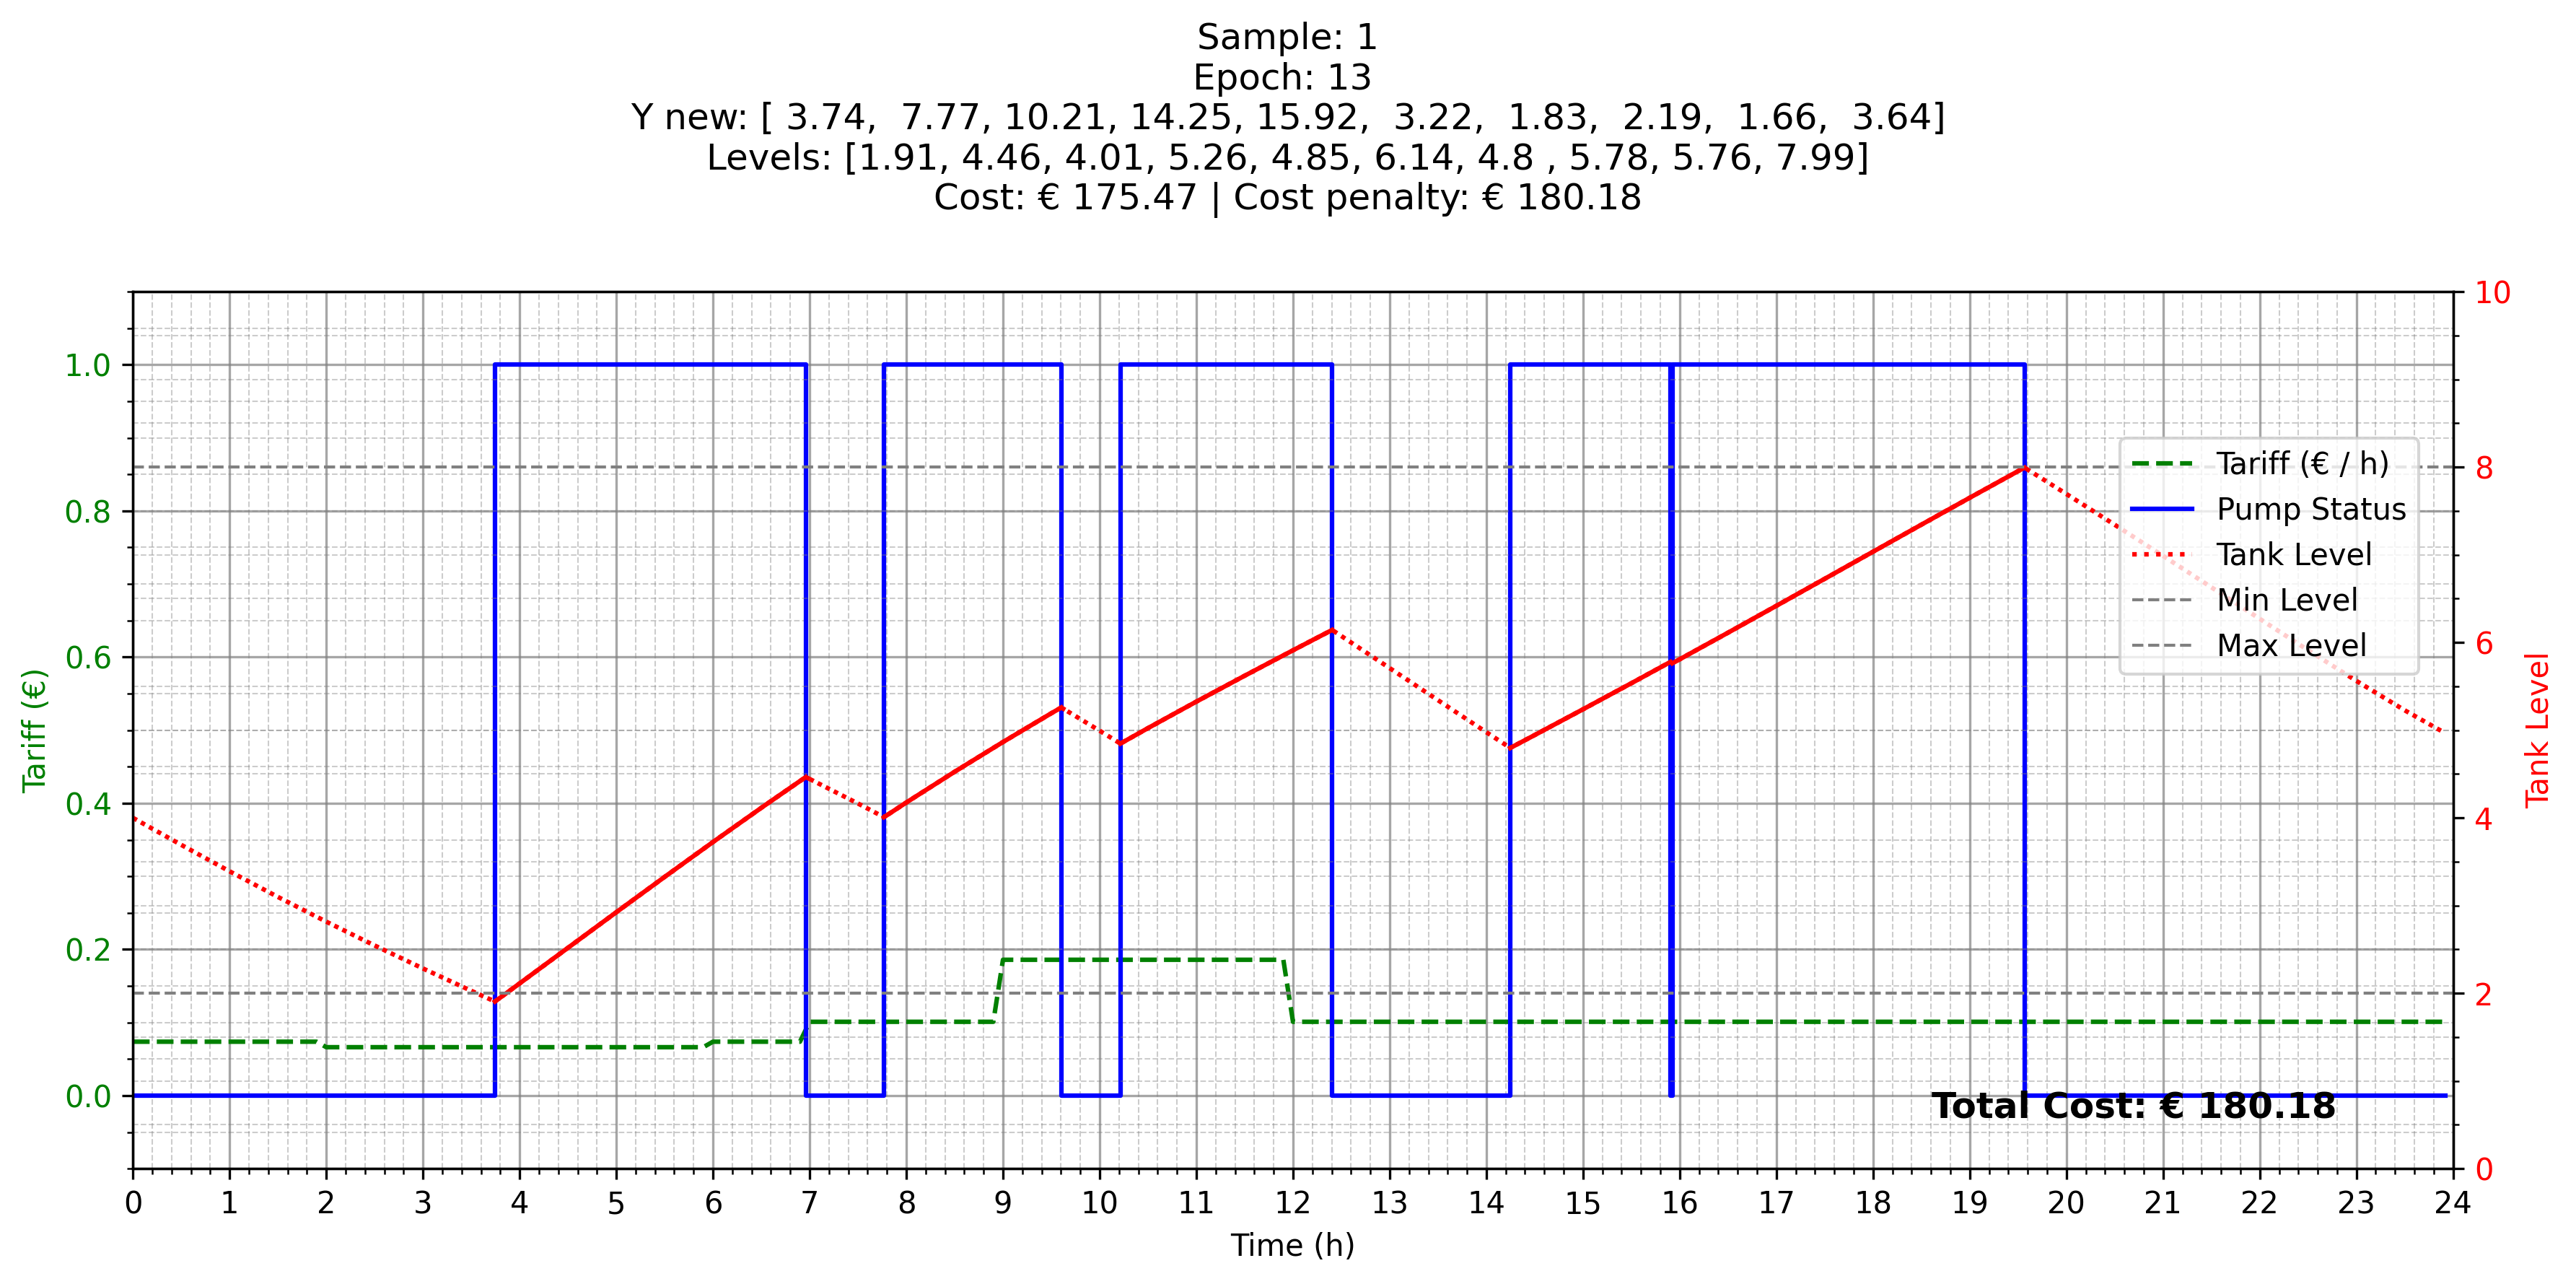 Sample: 1
Epoch: 13
Y new: [ 3.74,  7.77, 10.21, 14.25, 15.92,  3.22,  1.83,  2.19,  1.66,  3.64]
Levels: [1.91, 4.46, 4.01, 5.26, 4.85, 6.14, 4.8 , 5.78, 5.76, 7.99]
Cost: € 175.47 | Cost penalty: € 180.18
10
1.0
8
0.8
6
0.6
4
0.4
0.2
2
0.0
0
Tariff (€)
Tank Level
Tariff (€ / h)
Pump Status
Tank Level
Min Level
Max Level
Total Cost: € 180.18
0 1 2 3 4 5 6 7 8 9 10 11 12 13 14 15 16 17 18 19 20 21 22 23 24
Time (h)